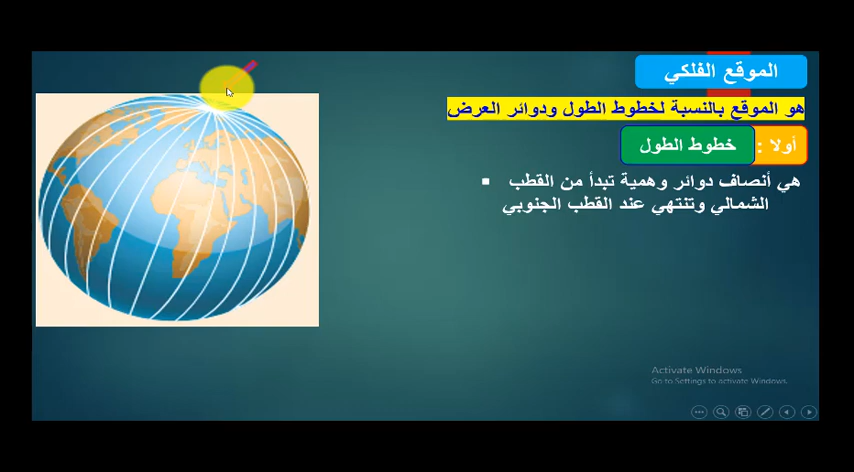 الموقع الفلكي
هو الموقع بالنسبة لخطوط الطول ودوائر العرض
أولا : خطوط الطول
هي أنصاف دوائر وهمية تبدأ من القطب
الشمالي وتنتهي عند القطب الجنوبي
Activate Windows
Go to Settings to activate Windows.